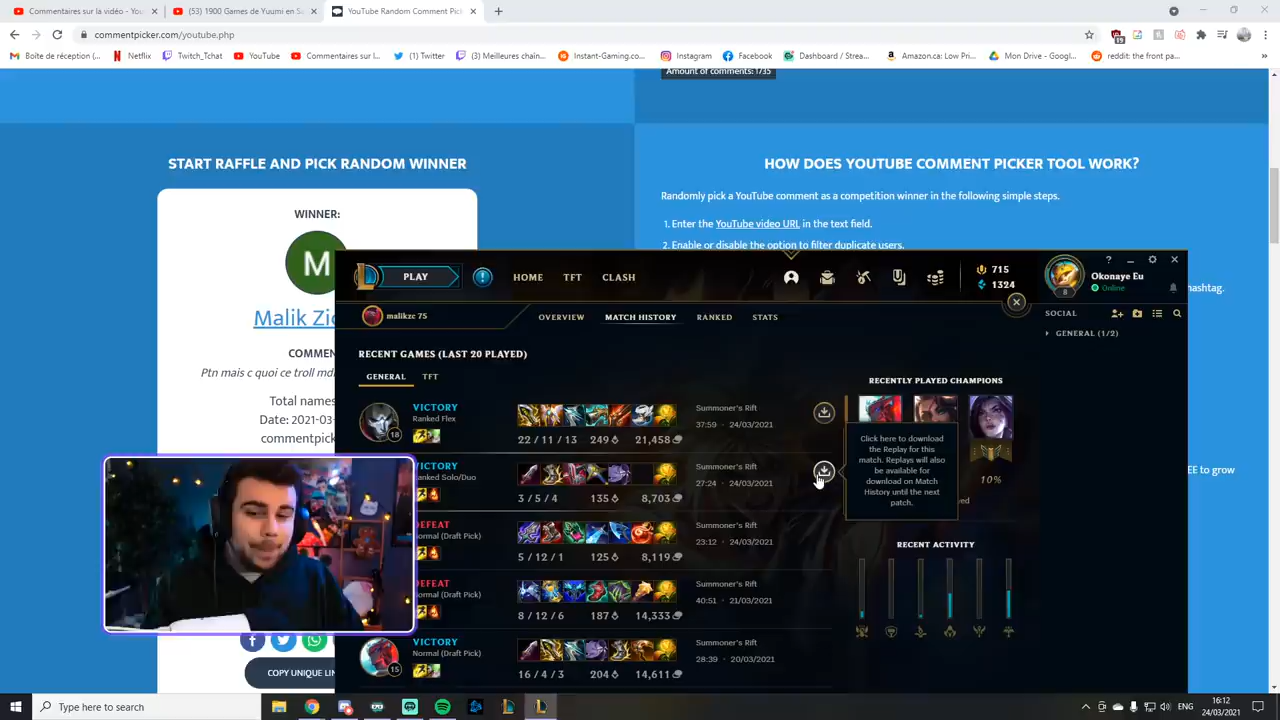 Commentaires sur la vidéo - You
(53) 1900 Games de Yuumi en S
YouTube Random Comment Pic
commentpicker.com/youtube.php
Boîte de réception (...
Netflix
Twitch_Tchat
YouTube
Commentaires sur l...
(1) Twitter
(3) Meilleures chaîn...
Instant-Gaming.co...
Instagram
Facebook
Dashboard / Strea...
Amazon.ca: Low Pri...
Mon Drive - Googl...
reddit: the front pa...
Amount of comments: 1735
START RAFFLE AND PICK RANDOM WINNER
HOW DOES YOUTUBE COMMENT PICKER TOOL WORK?
Randomly pick a YouTube comment as a competition winner in the following simple steps.
WINNER:
1. Enter the YouTube video URL in the text field.
2. Enable or disable the option to filter duplicate users.
M
PLAY
HOME
TFT
CLASH
715
1324
8
Okonaye Eu
Online
hashtag.
Malik Zi
malikzc 75
OVERVIEW
MATCH HISTORY
RANKED
STATS
SOCIAL
GENERAL (1/2)
COMMEN
Ptn mais c quoi ce troll md
RECENT GAMES (LAST 20 PLAYED)
GENERAL
TFT
RECENTLY PLAYED CHAMPIONS
Total names
Date: 2021-03-
commentpick
VICTORY
Ranked Flex
18
22 / 11 / 13
249
21,458
Summoner's Rift
37:59 · 24/03/2021
Click here to download
the Replay for this
match. Replays will also
be available for
download on Match
History until the next
patch.
10%
yed
EE to grow
VICTORY
anked Solo/Duo
3 / 5 / 4
135
8,703
Summoner's Rift
27:24 · 24/03/2021
DEFEAT
Normal (Draft Pick)
5 / 12 / 1
125
8,119
Summoner's Rift
23:12 · 24/03/2021
RECENT ACTIVITY
DEFEAT
Normal (Draft Pick)
8 / 12 / 6
187
14,333
Summoner's Rift
40:51 · 21/03/2021
VICTORY
Normal (Draft Pick)
15
16 / 4 / 3
204
14,611
Summoner's Rift
28:39 · 20/03/2021
COPY UNIQUE LIN
Type here to search
ENG
16:12
24/03/2021